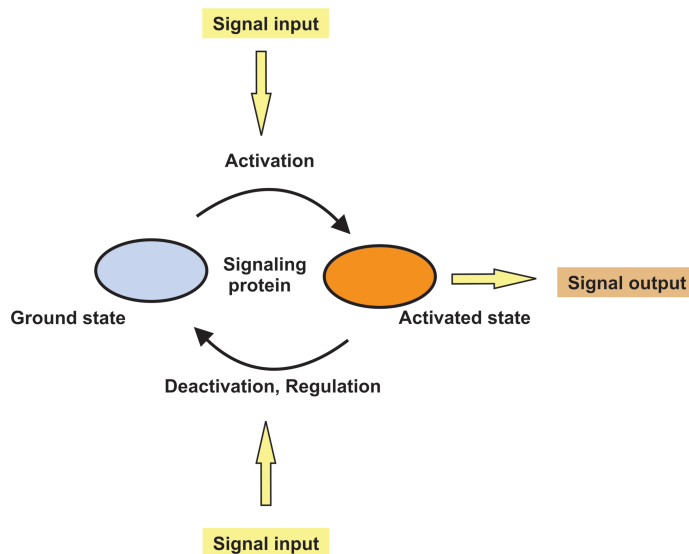 Signal input
Activation
Signaling
protein
Ground state
Activated state
Signal output
Deactivation, Regulation
Signal input